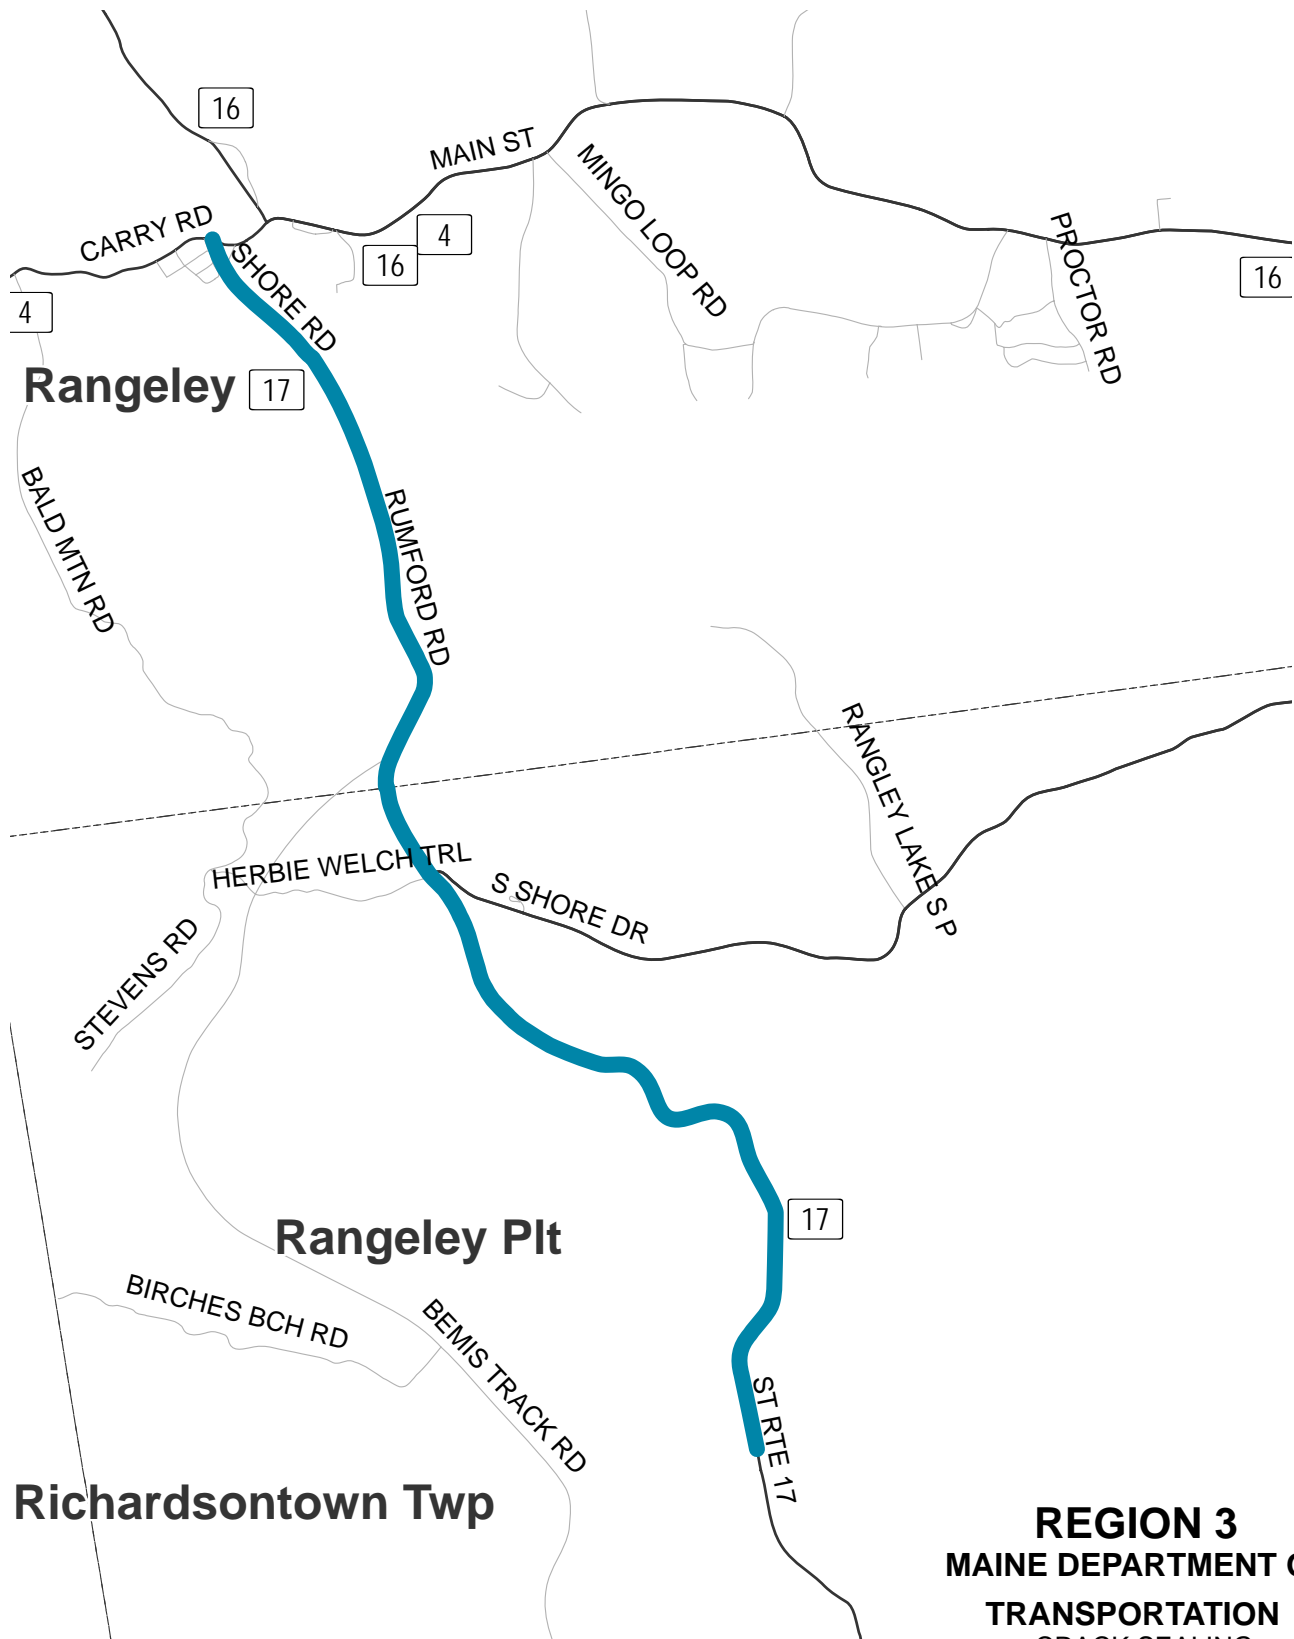 16
MAIN ST
MINGO LOOP RD
CARRY RD
4
16
SHORE RD
PROCTOR RD
16
4
Rangeley
17
BALD MTN RD
RUMFORD RD
RANGLEY LAKE S P
HERBIE WELCH TRL
S SHORE DR
STEVENS RD
17
Rangeley Plt
BIRCHES BCH RD
BEMIS TRACK RD
ST RTE 17
Richardsontown Twp
REGION 3
MAINE DEPARTMENT
TRANSPORTATION
CRACK SEALING